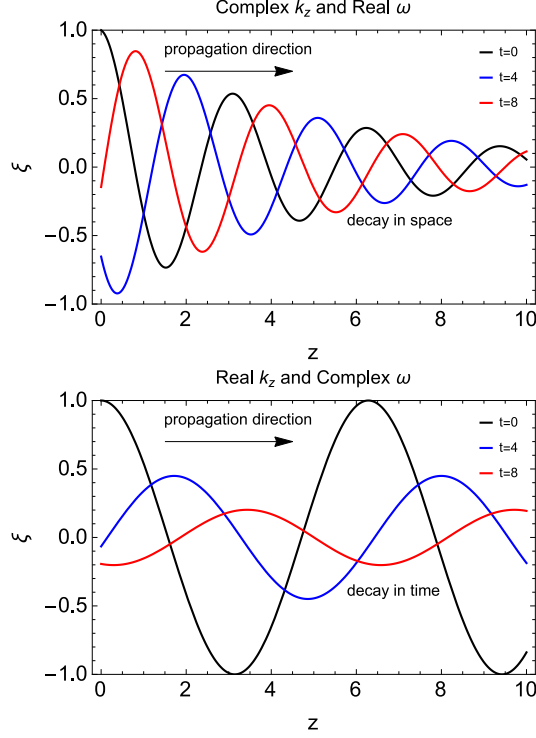 Complex k_z and Real ω
propagation direction
t=0
t=4
t=8
decay in space
ξ
1.0
0.5
0.0
−0.5
−1.0
0 2 4 6 8 10
z
Real k_z and Complex ω
propagation direction
t=0
t=4
t=8
decay in time
ξ
1.0
0.5
0.0
−0.5
−1.0
0 2 4 6 8 10
z